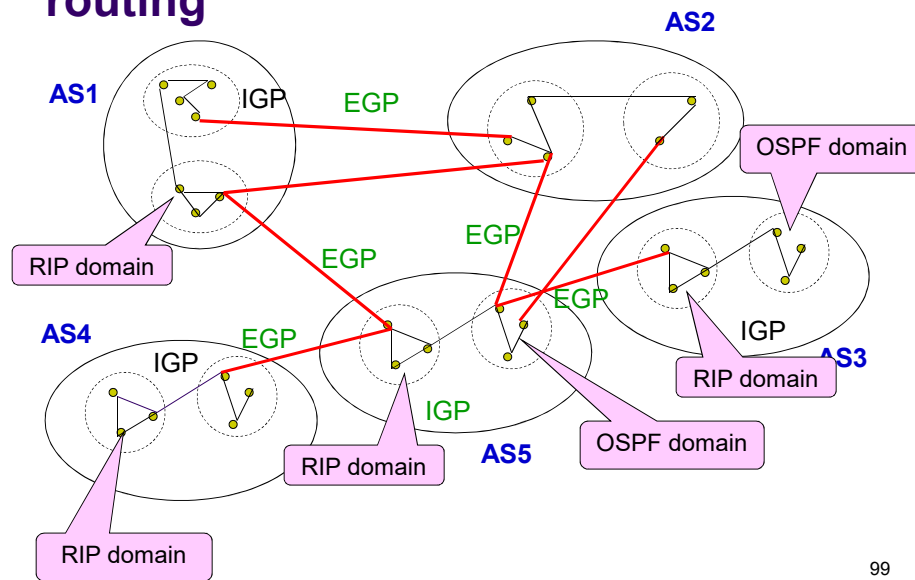 routing
AS2
AS1
IGP
EGP
OSPF domain
RIP domain
EGP
EGP
EGP
AS4
EGP
IGP
IGP
AS3
RIP domain
IGP
OSPF domain
AS5
RIP domain
RIP domain
99